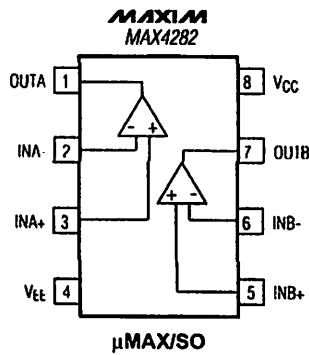 MAXIM
MAX4282
OUTA 1
8 VCC
- +
INA- 2
7 OUTB
+ -
INA+ 3
6 INB-
VEE 4
5 INB+
µMAX/SO